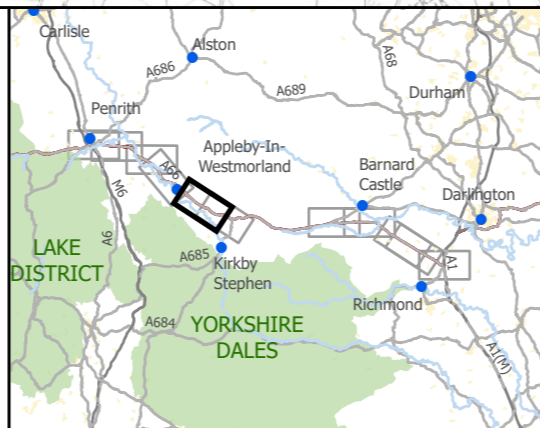 Carlisle
Alston
A68
A686
A689
Durham
Penrith
Appleby-In-
Westmorland
A66
Barnard
Castle
Darlington
M6
A6
LAKE
DISTRICT
A685
Kirkby
Stephen
A1
Richmond
A684
YORKSHIRE
DALES
A1(M)